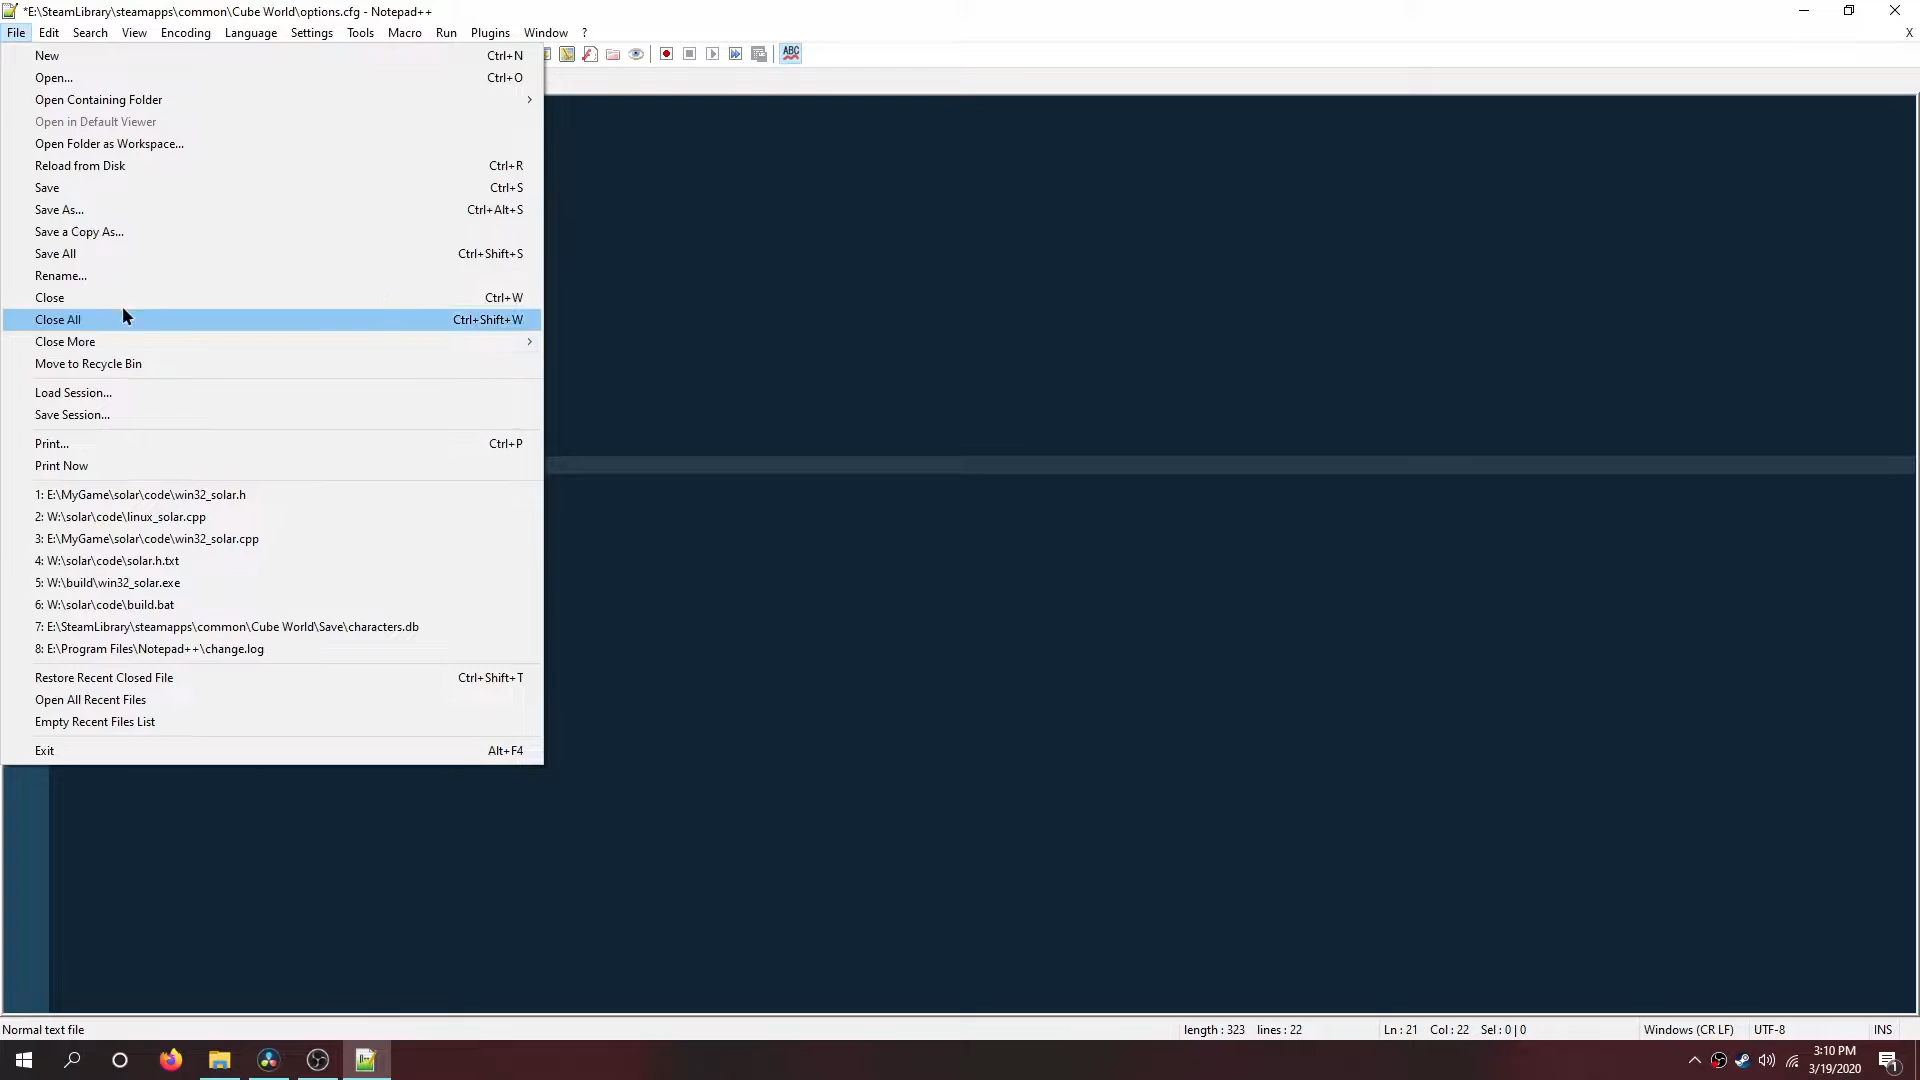 *E:\SteamLibrary\steamapps\common\Cube World\options.cfg - Notepad++
File Edit Search View Encoding Language Settings Tools Macro Run Plugins Window ? X
ABC
New Ctrl+N
Open... Ctrl+O
Open Containing Folder
Open in Default Viewer
Open Folder as Workspace...
Reload from Disk Ctrl+R
Save Ctrl+S
Save As... Ctrl+Alt+S
Save a Copy As...
Save All Ctrl+Shift+S
Rename...
Close Ctrl+W
Close All Ctrl+Shift+W
Close More
Move to Recycle Bin
Load Session...
Save Session...
Print... Ctrl+P
Print Now
1: E:\MyGame\solar\code\win32_solar.h
2: W:\solar\code\linux_solar.cpp
3: E:\MyGame\solar\code\win32_solar.cpp
4: W:\solar\code\solar.h.txt
5: W:\build\win32_solar.exe
6: W:\solar\code\build.bat
7: E:\SteamLibrary\steamapps\common\Cube World\Save\characters.db
8: E:\Program Files\Notepad++\change.log
Restore Recent Closed File Ctrl+Shift+T
Open All Recent Files
Empty Recent Files List
Exit Alt+F4
Normal text file length : 323 lines : 22 Ln : 21 Col : 22 Sel : 0 | 0 Windows (CR LF) UTF-8 INS
3:10 PM
3/19/2020
1